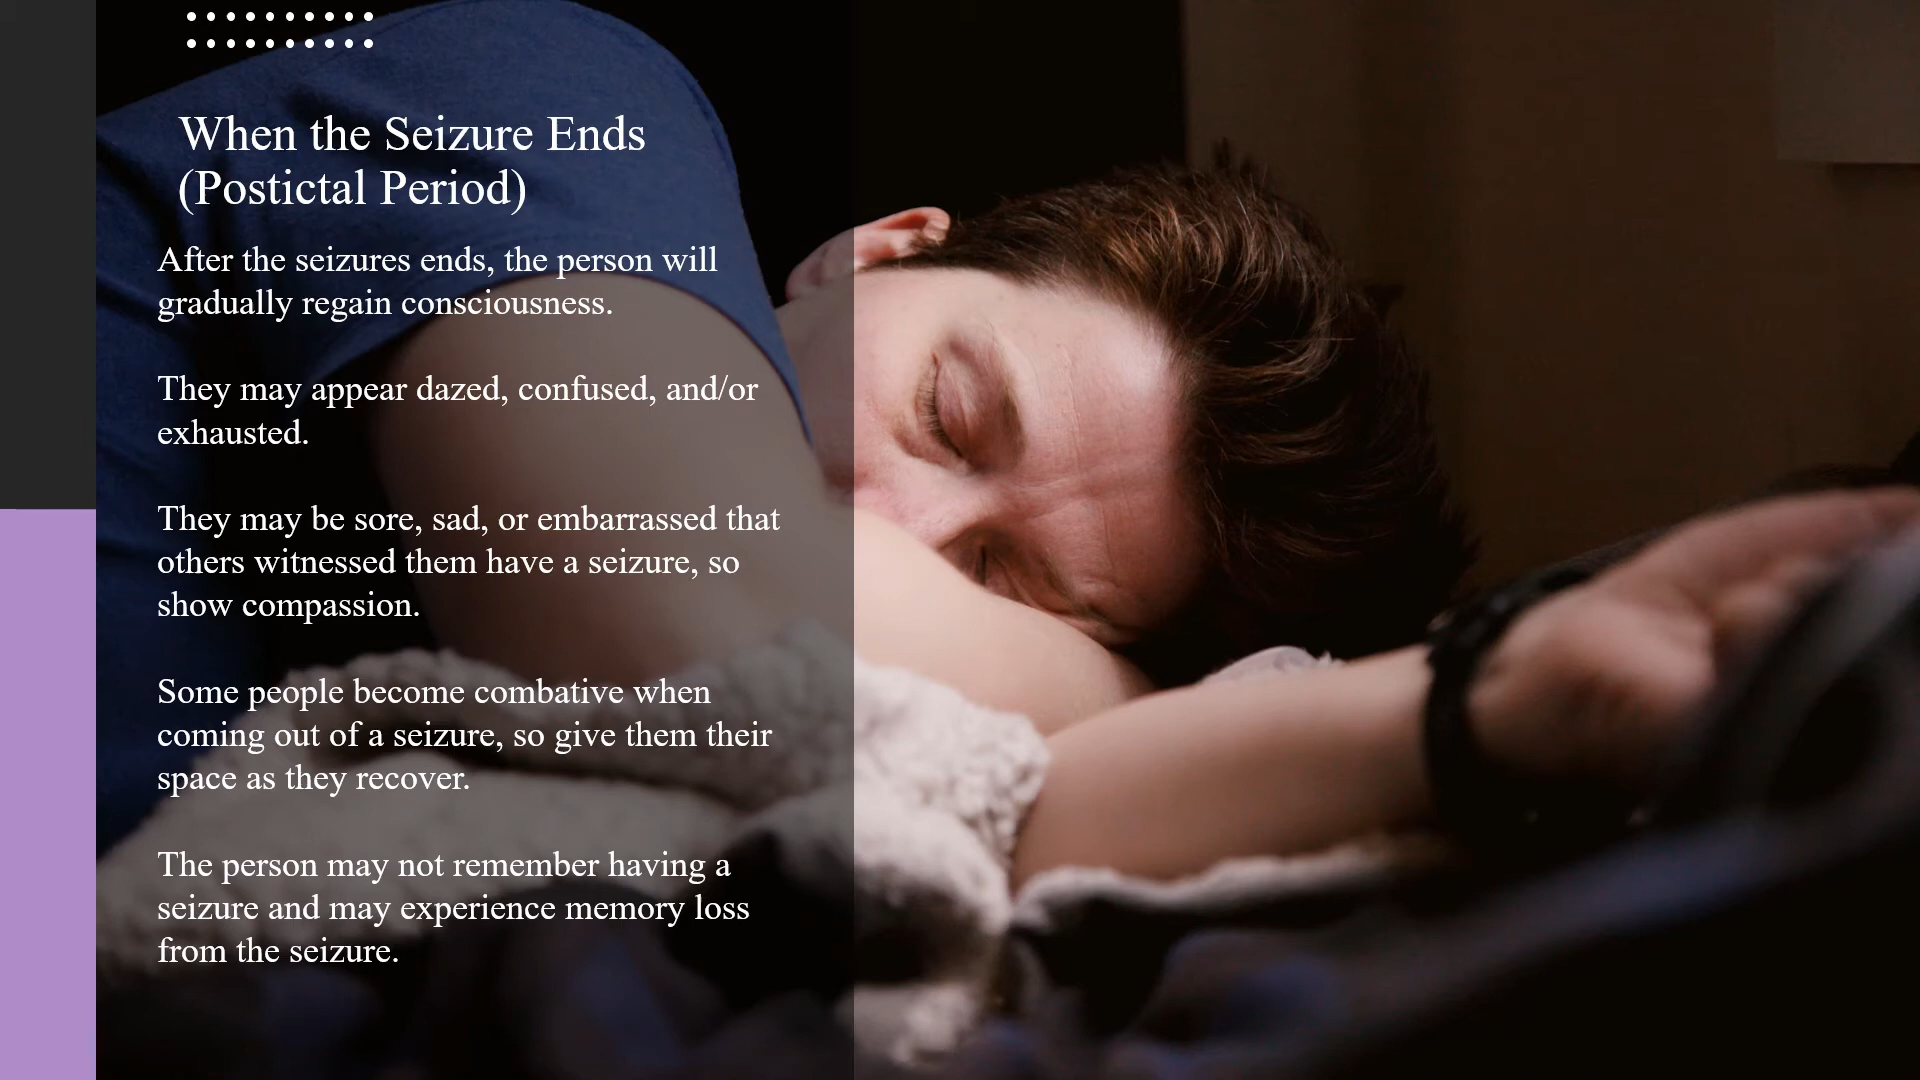 When the Seizure Ends
(Postictal Period)
After the seizures ends, the person will
gradually regain consciousness.
They may appear dazed, confused, and/or
exhausted.
They may be sore, sad, or embarrassed that
others witnessed them have a seizure, so
show compassion.
Some people become combative when
coming out of a seizure, so give them their
space as they recover.
The person may not remember having a
seizure and may experience memory loss
from the seizure.